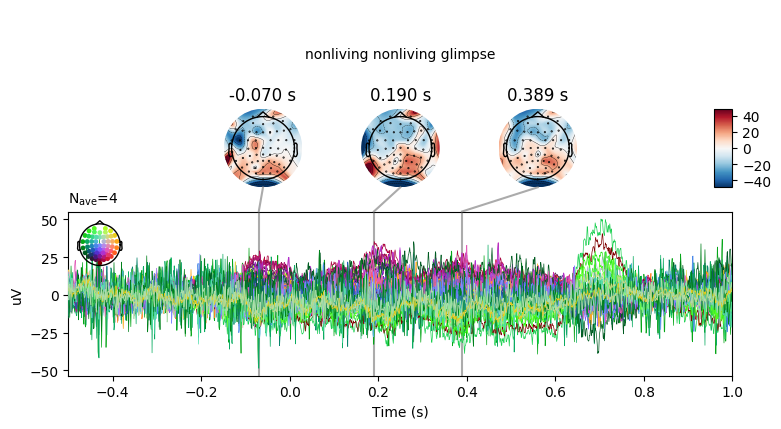 nonliving nonliving glimpse
-0.070 s 0.190 s 0.389 s
40
20
0
−20
−40
Nave=4
50
25
0
−25
−50
uV
−0.4 −0.2 0.0 0.2 0.4 0.6 0.8 1.0
Time (s)